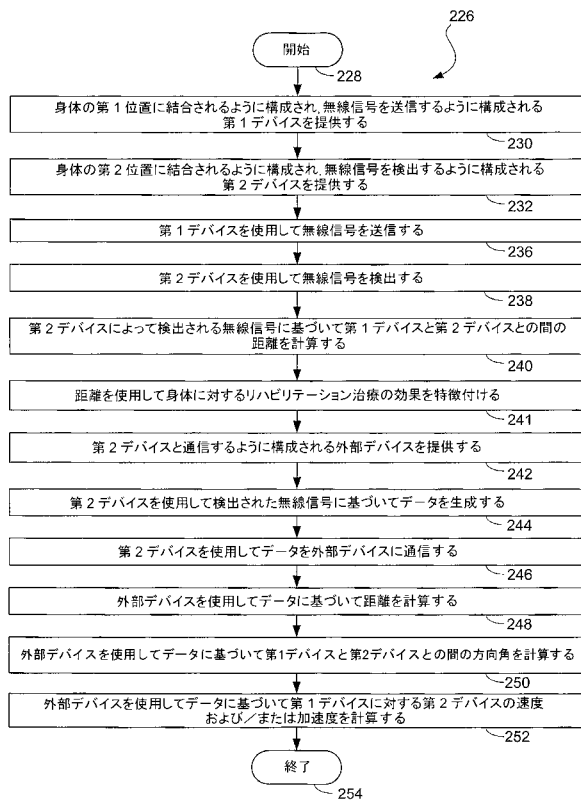 226
開始
228
身体の第1位置に結合されるように構成され,無線信号を送信するように構成される
第1デバイスを提供する
230
身体の第2位置に結合されるように構成され,無線信号を検出するように構成される
第2デバイスを提供する
232
第1デバイスを使用して無線信号を送信する
236
第2デバイスを使用して無線信号を検出する
238
第2デバイスによって検出される無線信号に基づいて第1デバイスと第2デバイスとの間の
距離を計算する
240
距離を使用して身体に対するリハビリテーション治療の効果を特徴付ける
241
第2デバイスと通信するように構成される外部デバイスを提供する
242
第2デバイスを使用して検出された無線信号に基づいてデータを生成する
244
第2デバイスを使用してデータを外部デバイスに通信する
246
外部デバイスを使用してデータに基づいて距離を計算する
248
外部デバイスを使用してデータに基づいて第1デバイスと第2デバイスとの間の方向角を計算する
250
外部デバイスを使用してデータに基づいて第1デバイスに対する第2デバイスの速度
および/または加速度を計算する
252
終了
254